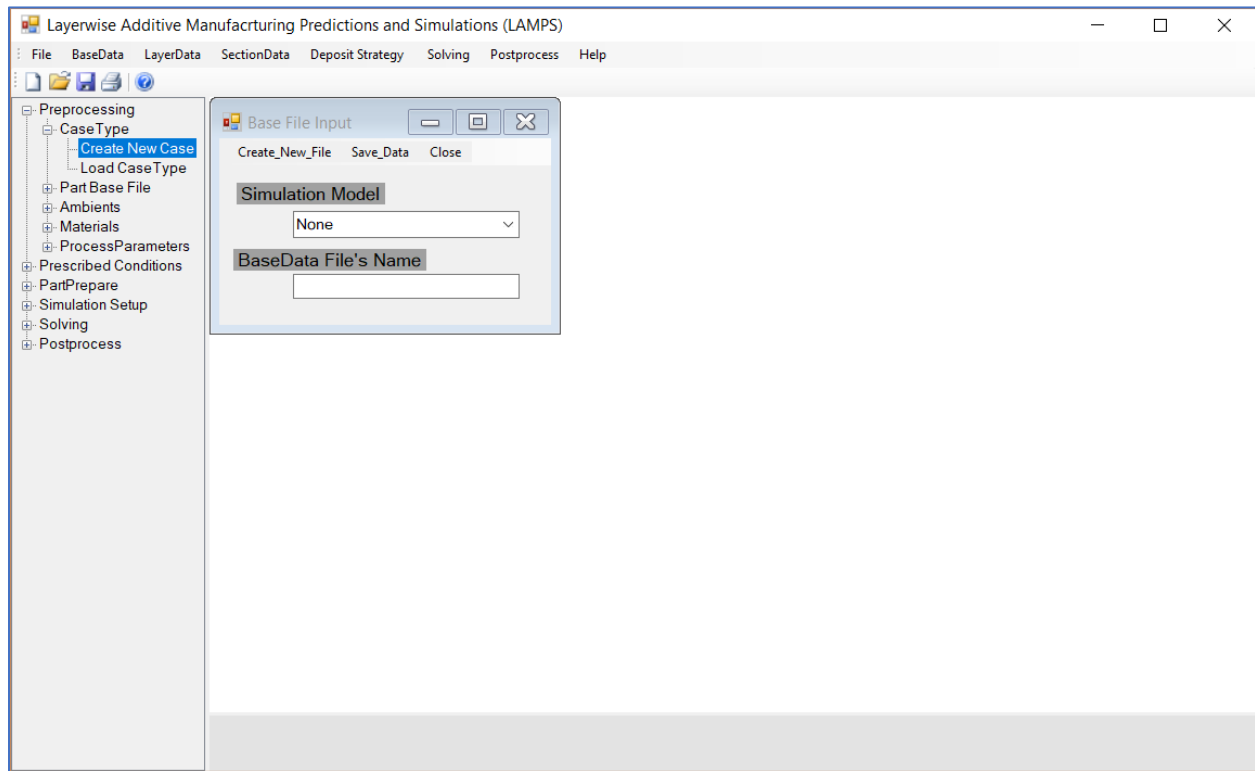 Layerwise Additive Manufacrturing Predictions and Simulations (LAMPS)
File BaseData LayerData SectionData Deposit Strategy Solving Postprocess Help
Preprocessing
CaseType
Create New Case
Load CaseType
Part Base File
Ambients
Materials
ProcessParameters
Prescribed Conditions
PartPrepare
Simulation Setup
Solving
Postprocess
Base File Input
Create_New_File Save_Data Close
Simulation Model
None
BaseData File's Name